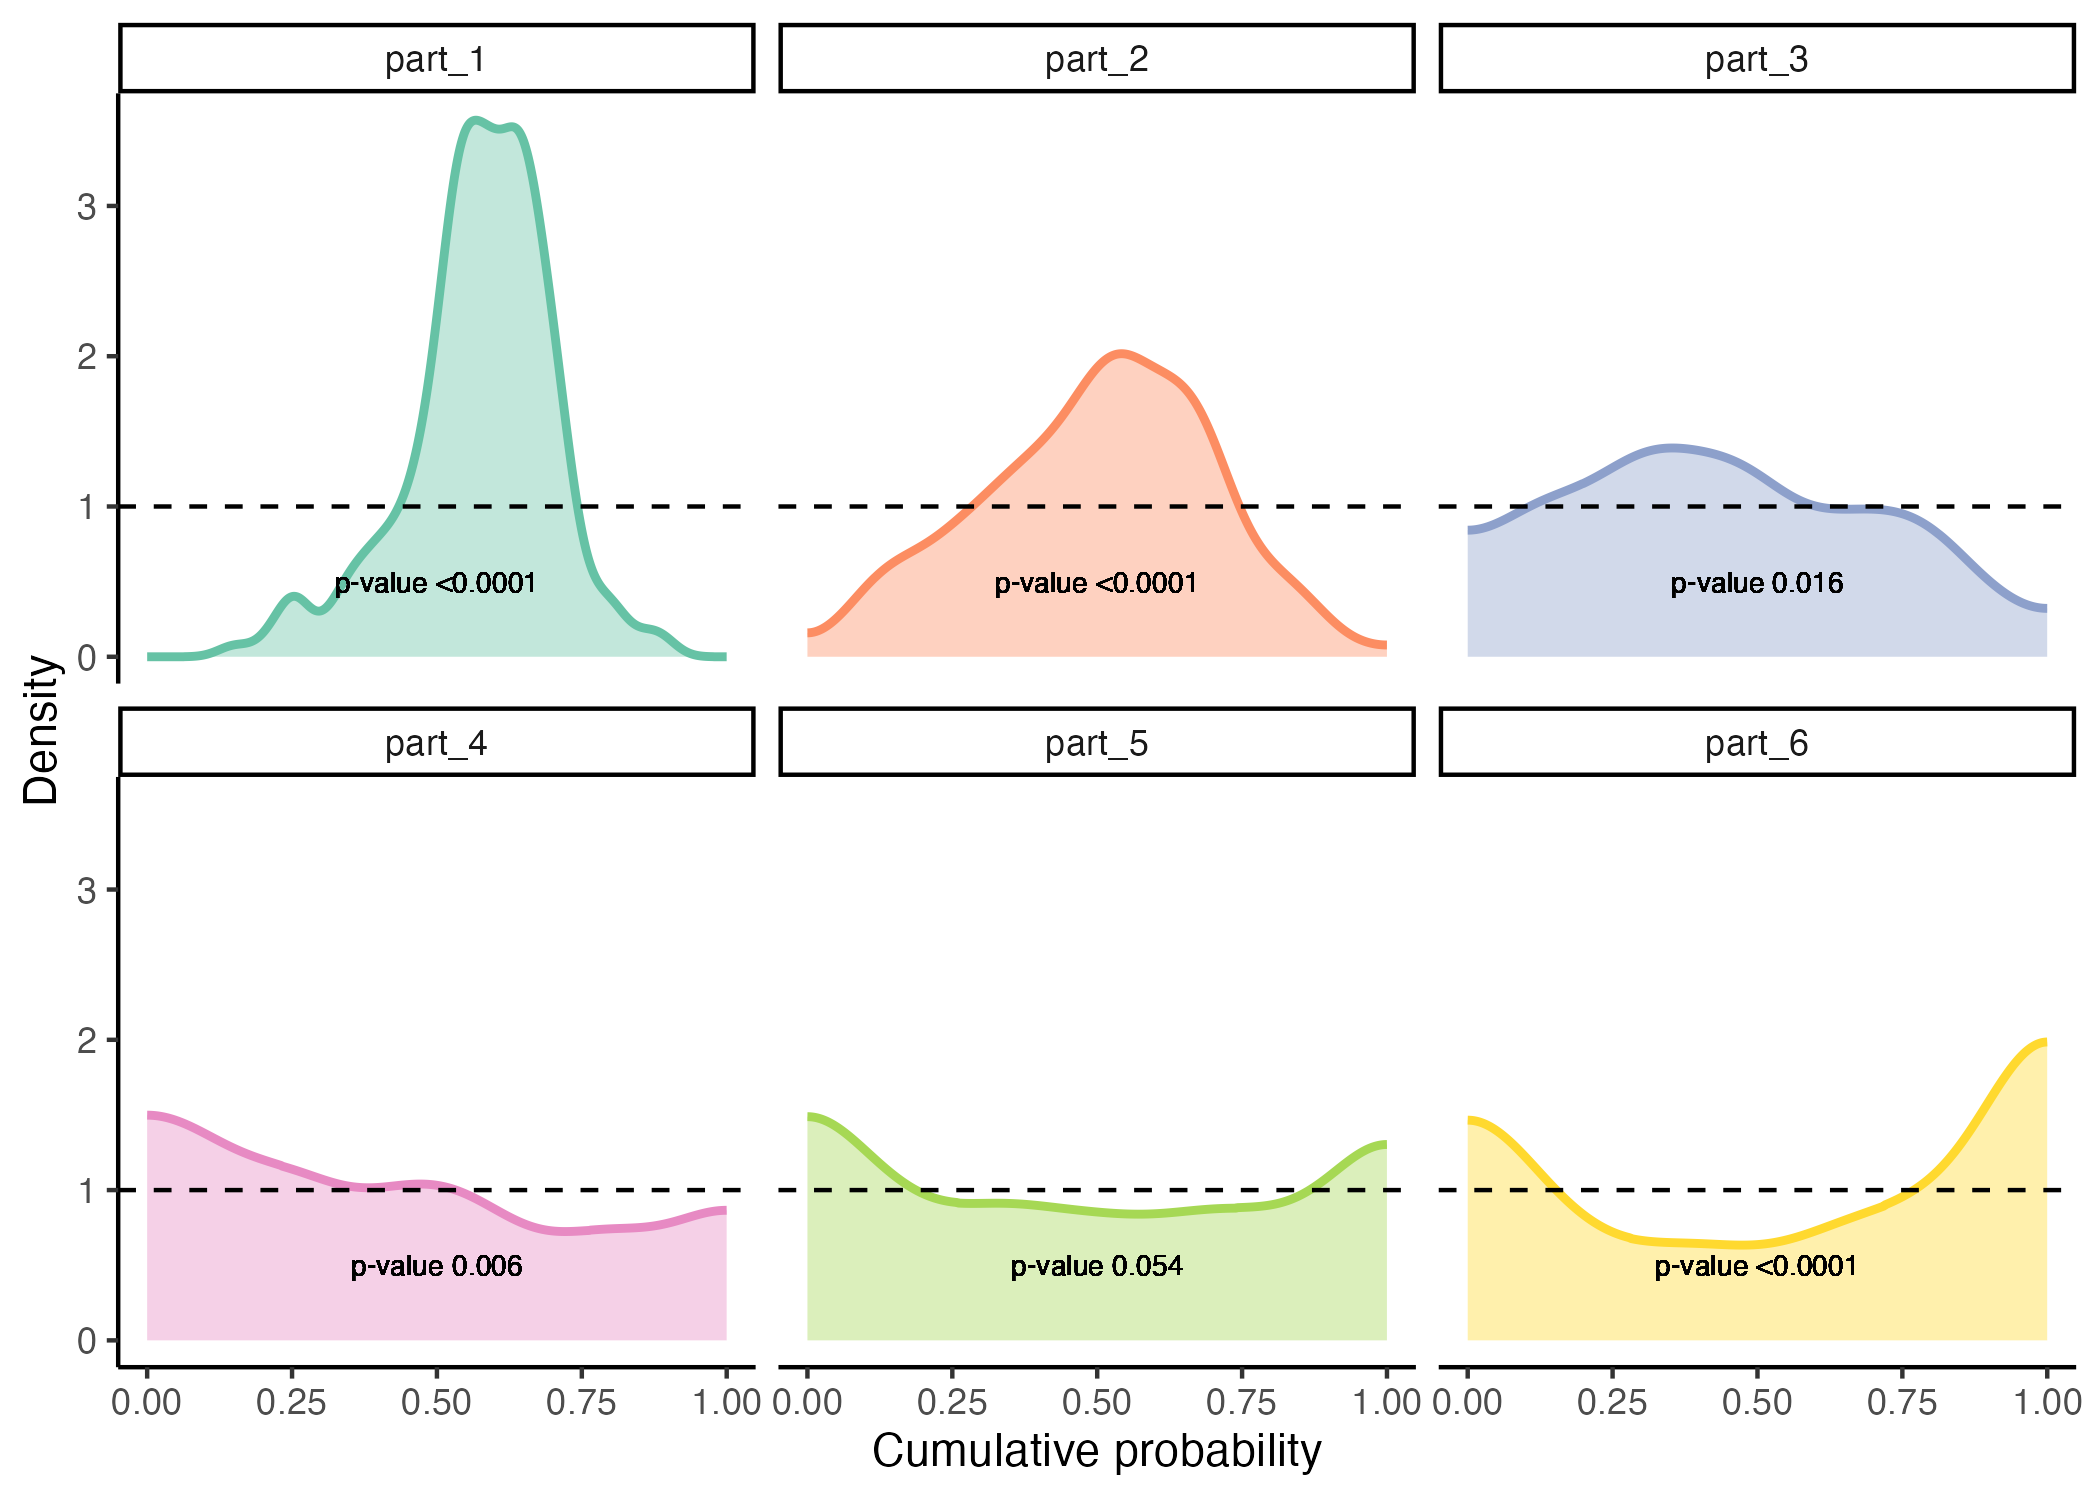 part_1
part_2
part_3
3
2
1
0
p-value <0.0001
p-value <0.0001
p-value 0.016
Density
part_4
part_5
part_6
3
2
1
0
p-value 0.006
p-value 0.054
p-value <0.0001
0.00 0.25 0.50 0.75 1.00
0.00 0.25 0.50 0.75 1.00
0.00 0.25 0.50 0.75 1.00
Cumulative probability